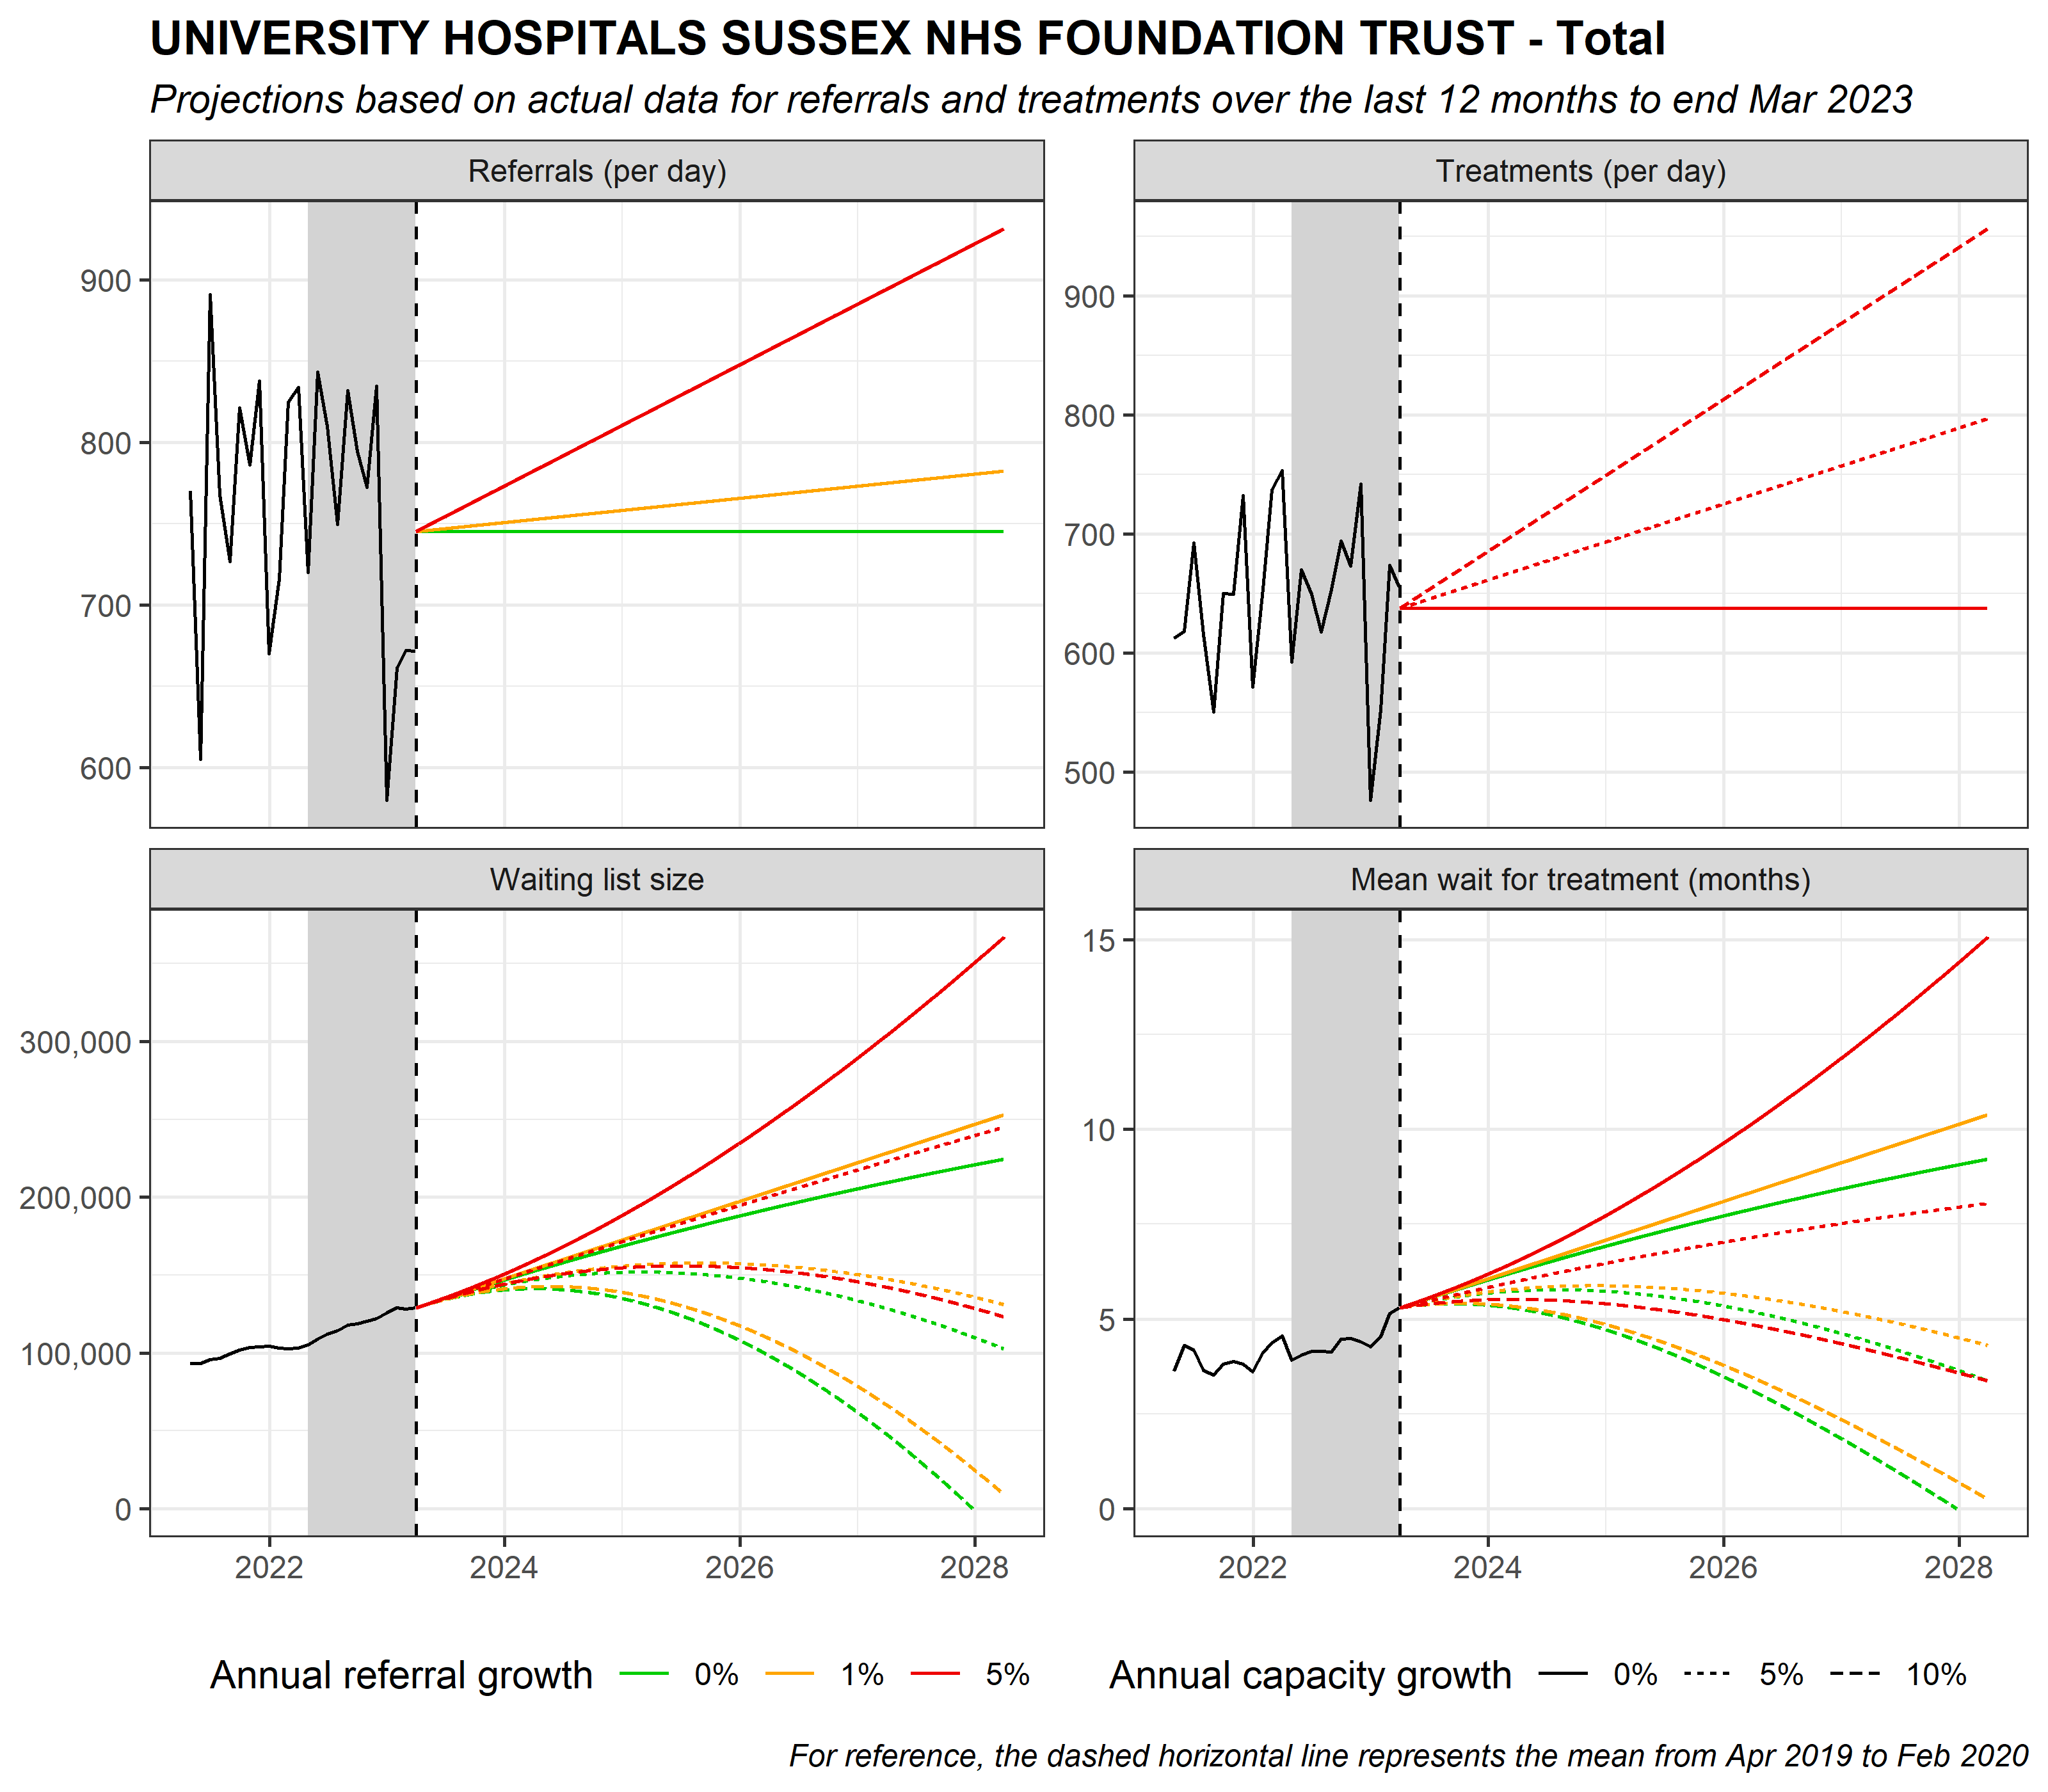 UNIVERSITY HOSPITALS SUSSEX NHS FOUNDATION TRUST - Total
Projections based on actual data for referrals and treatments over the last 12 months to end Mar 2023
Referrals (per day)
900
800
700
600
Treatments (per day)
900
800
700
600
500
Waiting list size
300,000
200,000
100,000
0
2022 2024 2026 2028
Mean wait for treatment (months)
15
10
5
0
2022 2024 2026 2028
Annual referral growth 0% 1% 5%
Annual capacity growth 0% 5% 10%
For reference, the dashed horizontal line represents the mean from Apr 2019 to Feb 2020